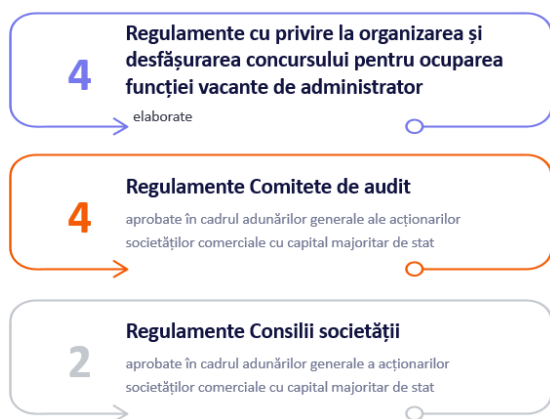 4
Regulamente cu privire la organizarea și
desfășurarea concursului pentru ocuparea
funcției vacante de administrator
elaborate
4
Regulamente Comitete de audit
aprobate în cadrul adunărilor generale ale acționarilor
societăților comerciale cu capital majoritar de stat
2
Regulamente Consilii societății
aprobate în cadrul adunărilor generale a acționarilor
societăților comerciale cu capital majoritar de stat